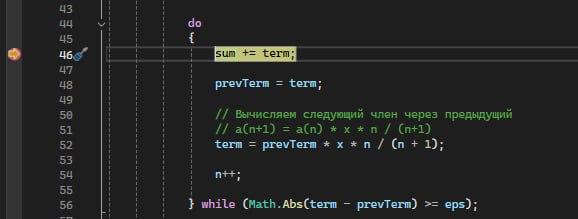 43
44 do
45 {
46 sum += term;
47
48 prevTerm = term;
49
50 // Вычисляем следующий член через предыдущий
51 // a(n+1) = a(n) * x * n / (n+1)
52 term = prevTerm * x * n / (n + 1);
53
54 n++;
55
56 } while (Math.Abs(term - prevTerm) >= eps);